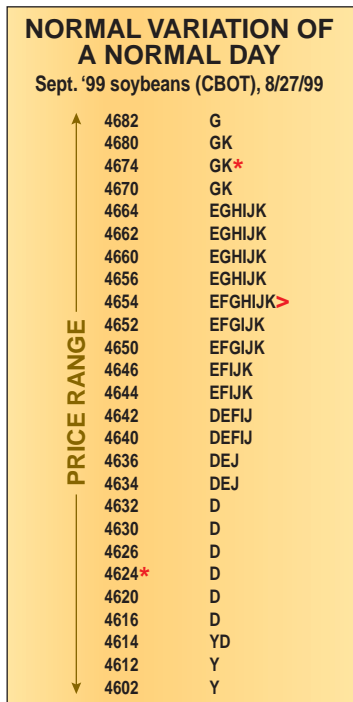 NORMAL VARIATION OF
A NORMAL DAY
Sept. ‘99 soybeans (CBOT), 8/27/99
PRICE RANGE
4682 G
4680 GK
4674 GK*
4670 GK
4664 EGHIJK
4662 EGHIJK
4660 EGHIJK
4656 EGHIJK
4654 EFGHIJK>
4652 EFGIJK
4650 EFGIJK
4646 EFIJK
4644 EFIJK
4642 DEFIJ
4640 DEFIJ
4636 DEJ
4634 DEJ
4632 D
4630 D
4626 D
4624* D
4620 D
4616 D
4614 YD
4612 Y
4602 Y